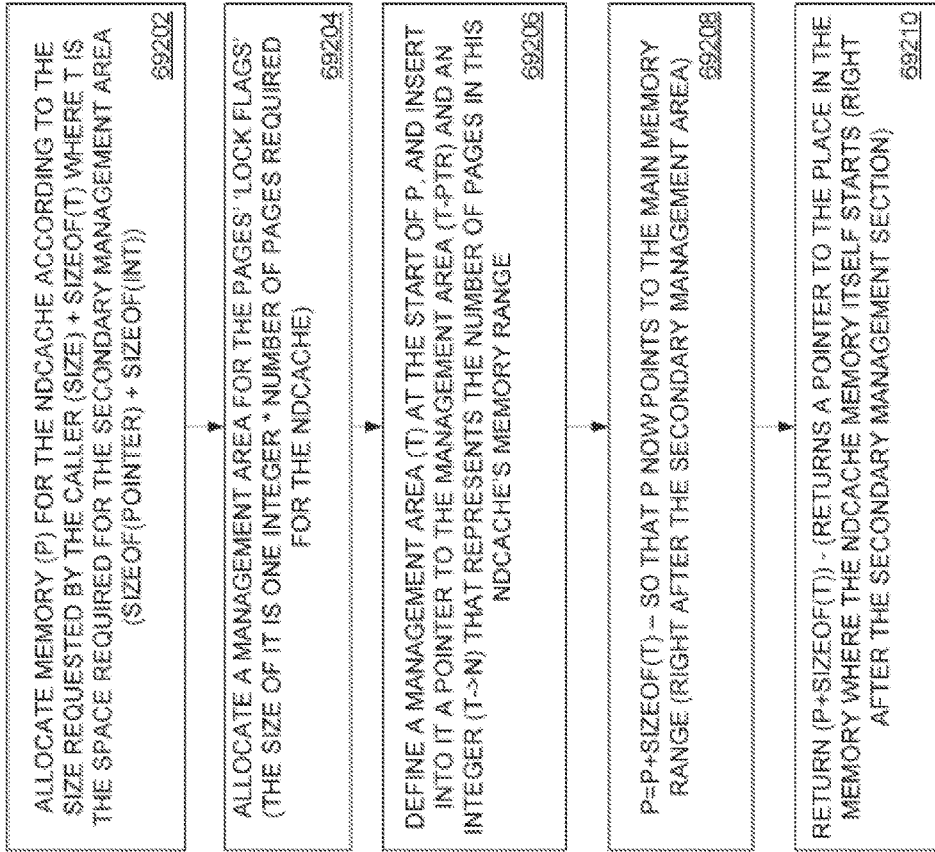 ALLOCATE MEMORY (P) FOR THE NDCACHE ACCORDING TO THE
SIZE REQUESTED BY THE CALLER (SIZE) + SIZEOF(T) WHERE T IS
THE SPACE REQUIRED FOR THE SECONDARY MANAGEMENT AREA
(SIZEOF(POINTER) + SIZEOF(INT))
69202
ALLOCATE A MANAGEMENT AREA FOR THE PAGES' 'LOCK FLAGS'
(THE SIZE OF IT IS ONE INTEGER * NUMBER OF PAGES REQUIRED
FOR THE NDCACHE)
69204
DEFINE A MANAGEMENT AREA (T) AT THE START OF P, AND INSERT
INTO IT A POINTER TO THE MANAGEMENT AREA (T-PTR) AND AN
INTEGER (T->N) THAT REPRESENTS THE NUMBER OF PAGES IN THIS
NDCACHE'S MEMORY RANGE
69206
P=P+SIZEOF(T) – SO THAT P NOW POINTS TO THE MAIN MEMORY
RANGE (RIGHT AFTER THE SECONDARY MANAGEMENT AREA)
69208
RETURN (P+SIZEOF(T)) - (RETURNS A POINTER TO THE PLACE IN THE
MEMORY WHERE THE NDCACHE MEMORY ITSELF STARTS (RIGHT
AFTER THE SECONDARY MANAGEMENT SECTION)
69210